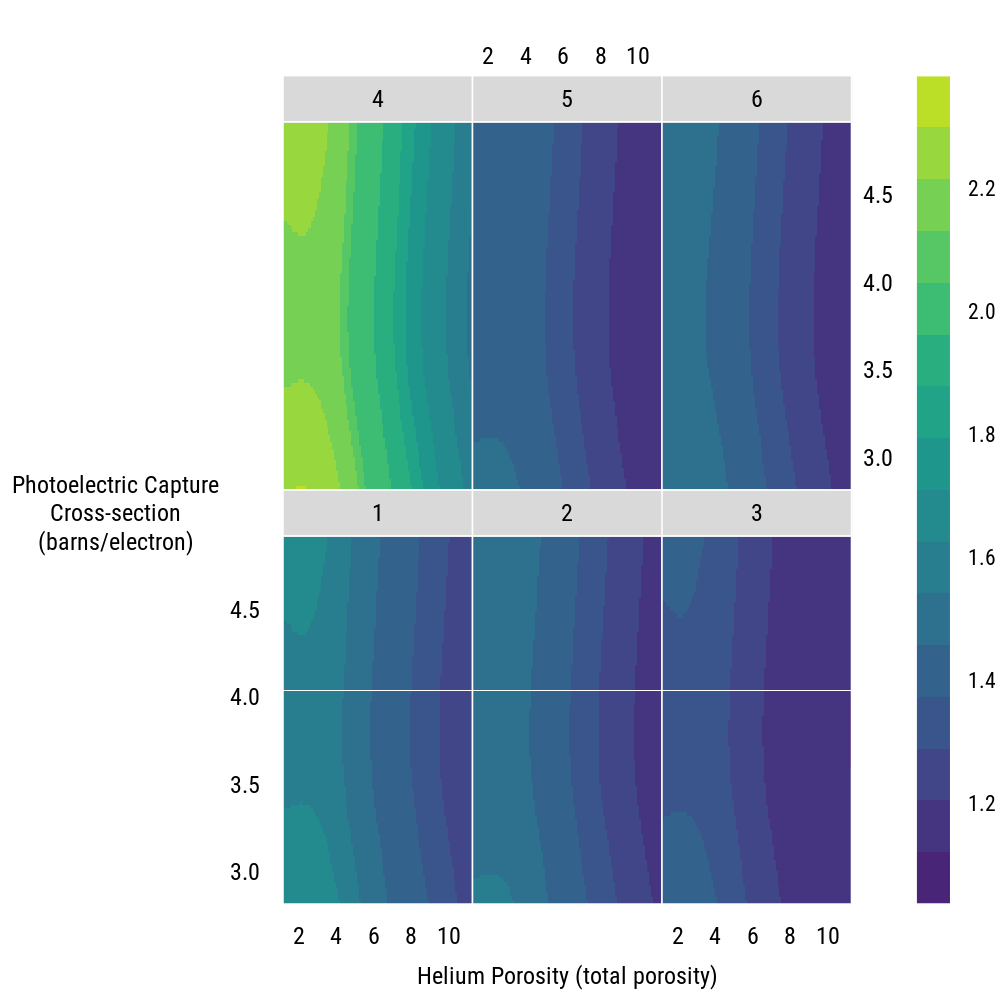 2 4 6 8 10
4 5 6
4.5
4.0
3.5
3.0
2.2
2.0
1.8
1.6
1.4
1.2
Photoelectric Capture
Cross-section
(barns/electron)
1 2 3
4.5
4.0
3.5
3.0
2 4 6 8 10 2 4 6 8 10
Helium Porosity (total porosity)